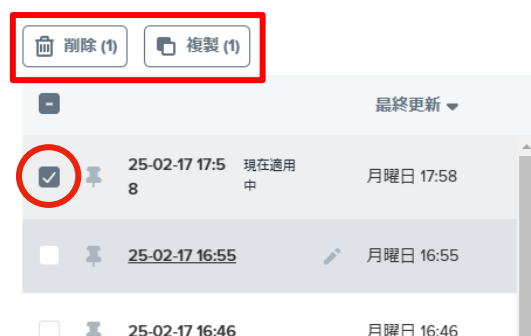 削除 (1) 複製 (1)
最終更新
25-02-17 17:5 現在適用 月曜日 17:58
8 中
25-02-17 16:55 月曜日 16:55
25-02-17 16:46 月曜日 16:46